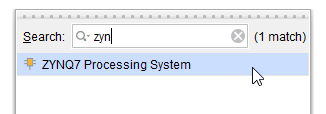 Search: zyn (1 match)
ZYNQ7 Processing System